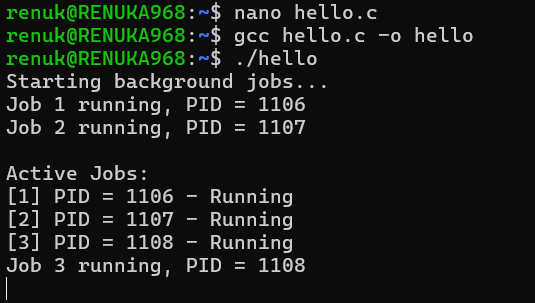 renuk@RENUKA968:~$ nano hello.c
renuk@RENUKA968:~$ gcc hello.c -o hello
renuk@RENUKA968:~$ ./hello
Starting background jobs...
Job 1 running, PID = 1106
Job 2 running, PID = 1107

Active Jobs:
[1] PID = 1106 - Running
[2] PID = 1107 - Running
[3] PID = 1108 - Running
Job 3 running, PID = 1108